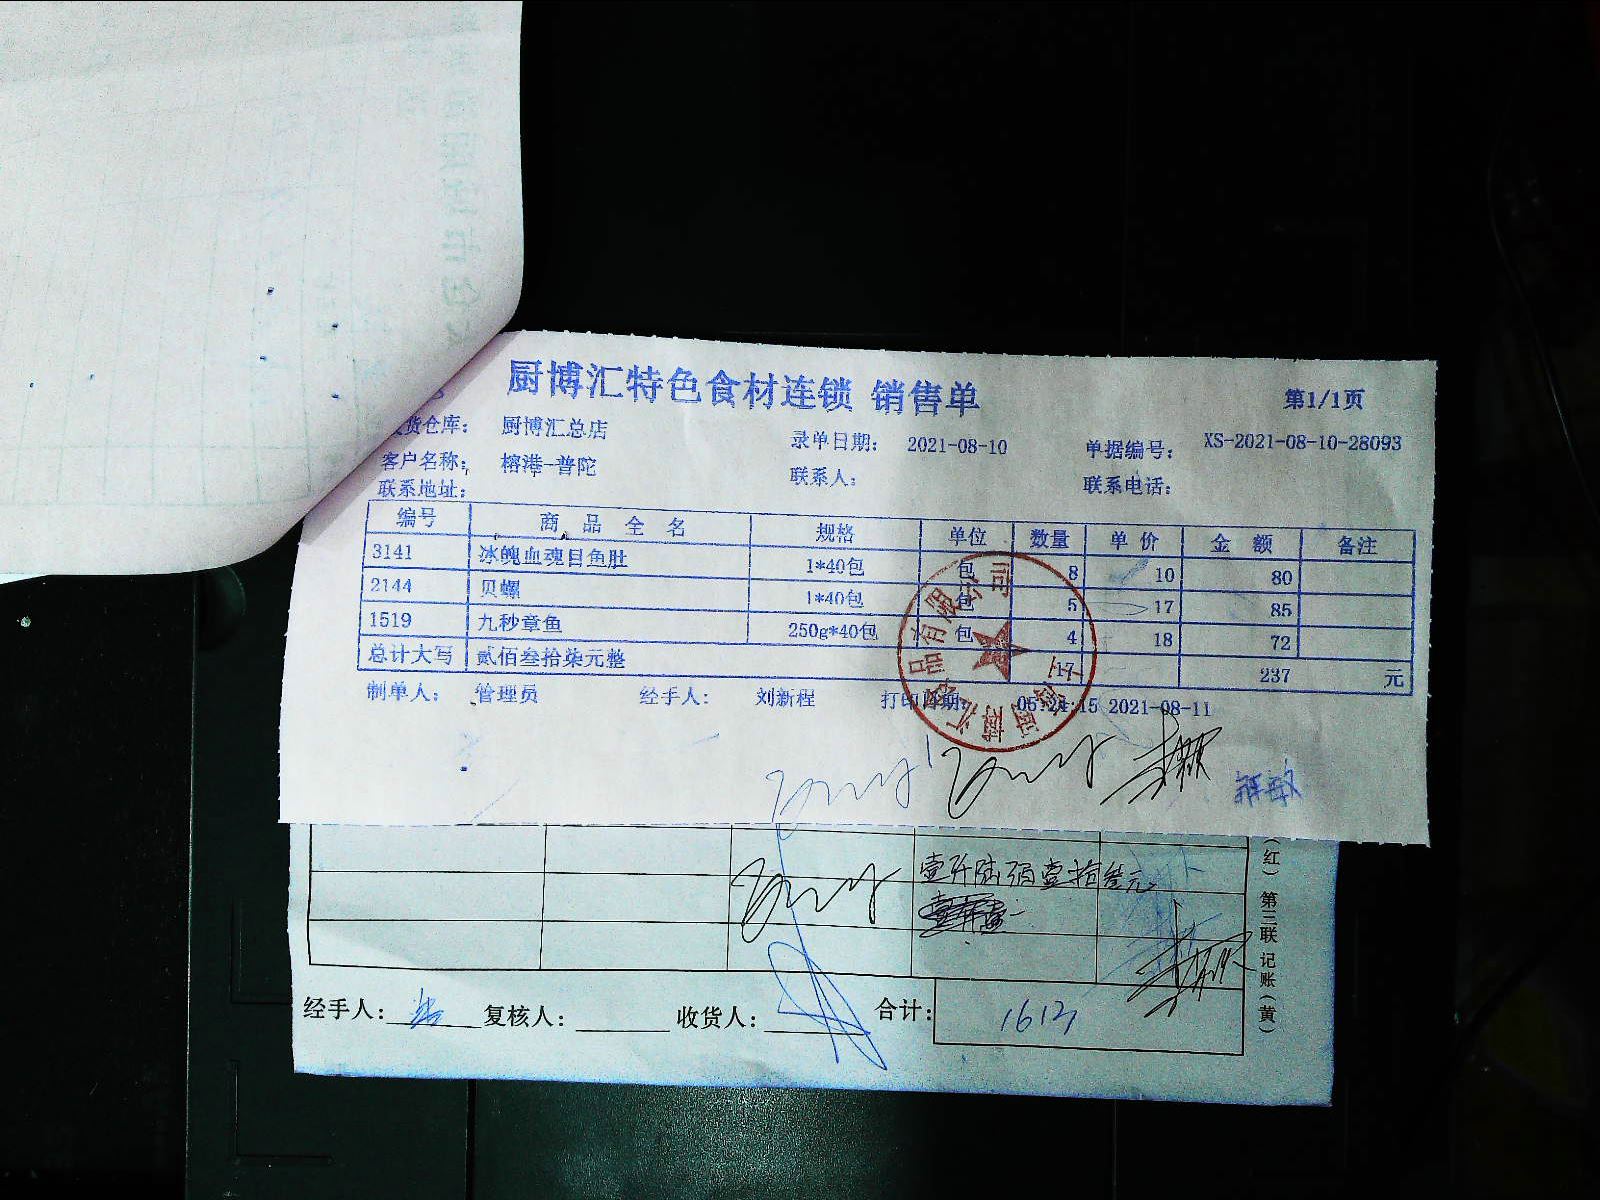 厨博汇特色食材连锁 销售单
第1/1页
货仓库： 厨博汇总店 录单日期： 2021-08-10 单据编号： XS-2021-08-10-28093
客户名称： 榕港-普陀 联系人： 联系电话：
联系地址：
编号 商品全名 规格 单位 数量 单价 金额 备注
3141 冰魄血魂目鱼肚 1*40包 包 8 10 80
2144 贝螺 1*40包 包 5 17 85
1519 九秒章鱼 250g*40包 包 4 18 72
总计大写 贰佰叁拾柒元整 17 237 元
制单人： 管理员 经手人： 刘新程 打印日期： 05:24:15 2021-08-11
壹仟陆佰壹拾叁元
经手人： 复核人： 收货人： 合计： 1613
（红） 第三联 记账（黄）